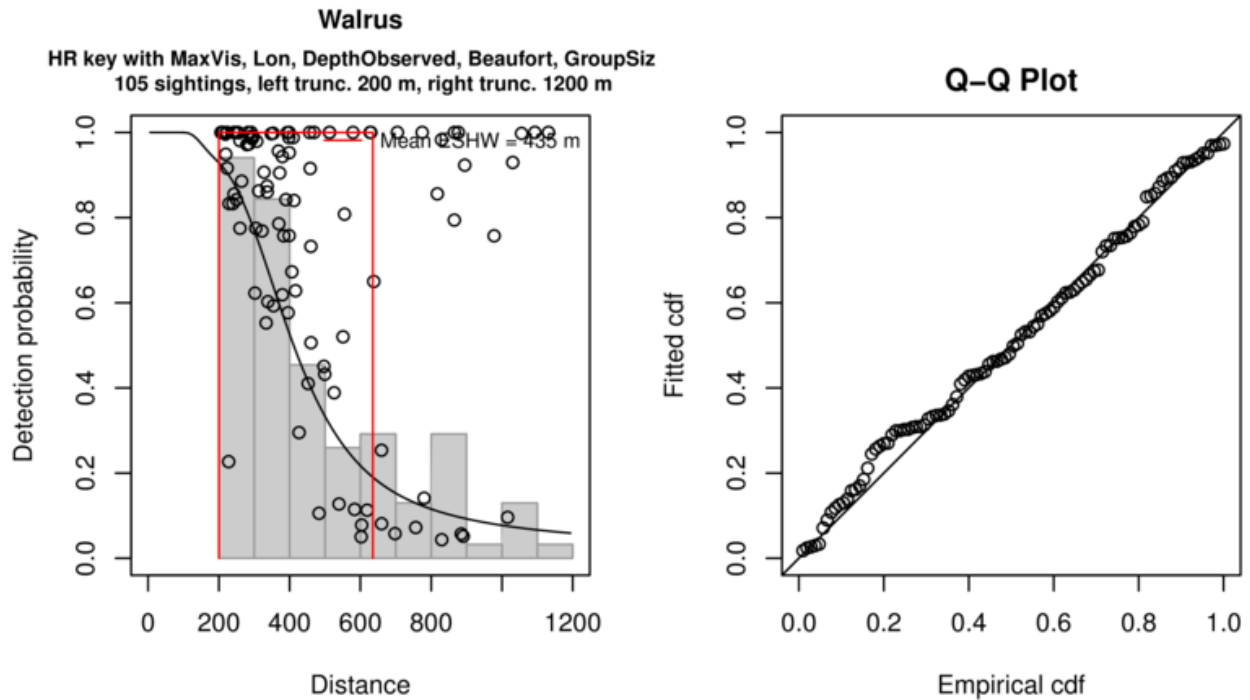 Walrus
HR key with MaxVis, Lon, DepthObserved, Beaufort, GroupSiz
105 sightings, left trunc. 200 m, right trunc. 1200 m
Mean ESHW = 435 m
Detection probability
0.0
0.2
0.4
0.6
0.8
1.0
0
200
400
600
800
1200
Distance
Q−Q Plot
Fitted cdf
0.0
0.2
0.4
0.6
0.8
1.0
0.0
0.2
0.4
0.6
0.8
1.0
Empirical cdf